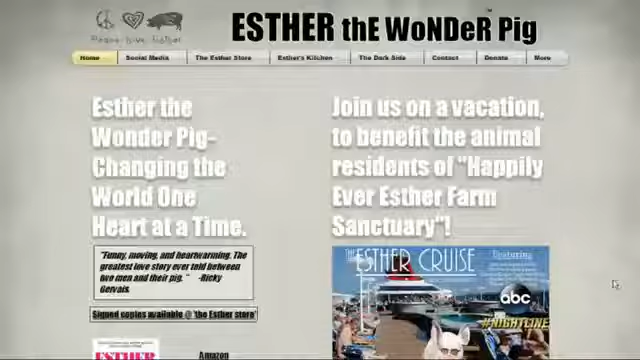 Peace Love Esther
ESTHER thE WoNDeR Pig
Home Social Media The Esther Store Esther's Kitchen The Dark Side Contact Donate More
Esther the
Wonder Pig-
Changing the
World One
Heart at a Time.
"Funny, moving, and heartwarming. The
greatest love story ever told between
two men and their pig." -Ricky
Gervais.
Signed copies available @ 'the Esther store'
ESTHER
Amazon
Join us on a vacation,
to benefit the animal
residents of "Happily
Ever Esther Farm
Sanctuary"!
THE ESTHER CRUISE
Featuring
abc
#NIGHTLINE